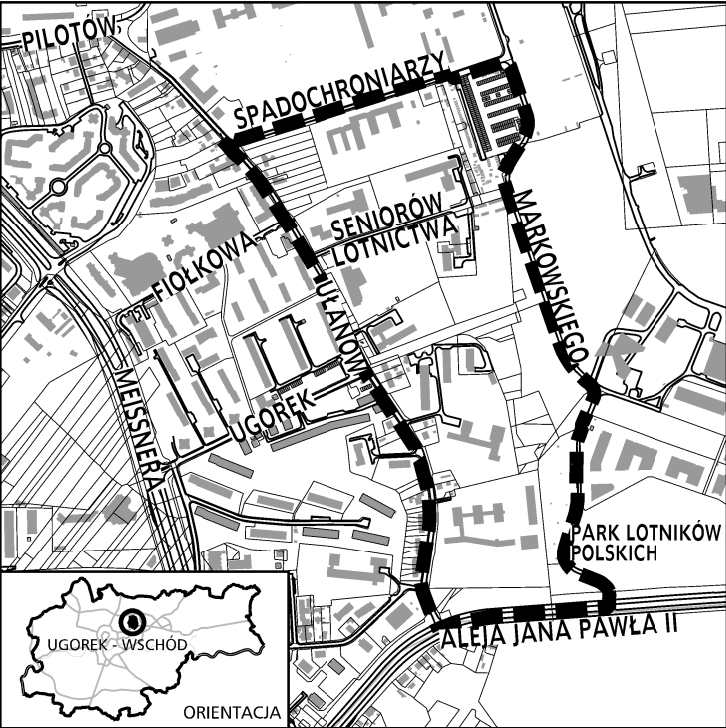 PILOTÓW
SPADOCHRONIARZY
SENIORÓW
LOTNICTWA
MARKOWSKIEGO
FIOŁKOWA
UŁANÓW
MEISSNERA
UGOREK
PARK LOTNIKÓW
POLSKICH
ALEJA JANA PAWŁA II
UGOREK - WSCHÓD
ORIENTACJA